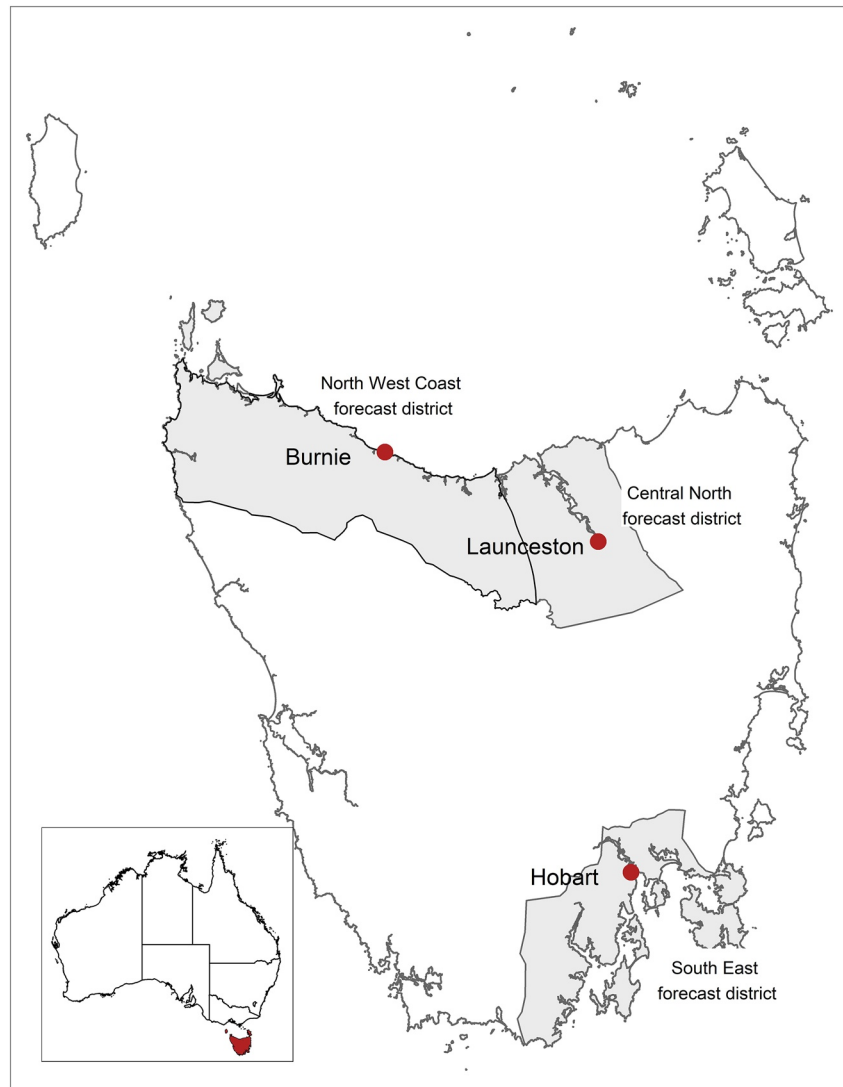 North West Coast
forecast district
Burnie
Central North
forecast district
Launceston
Hobart
South East
forecast district